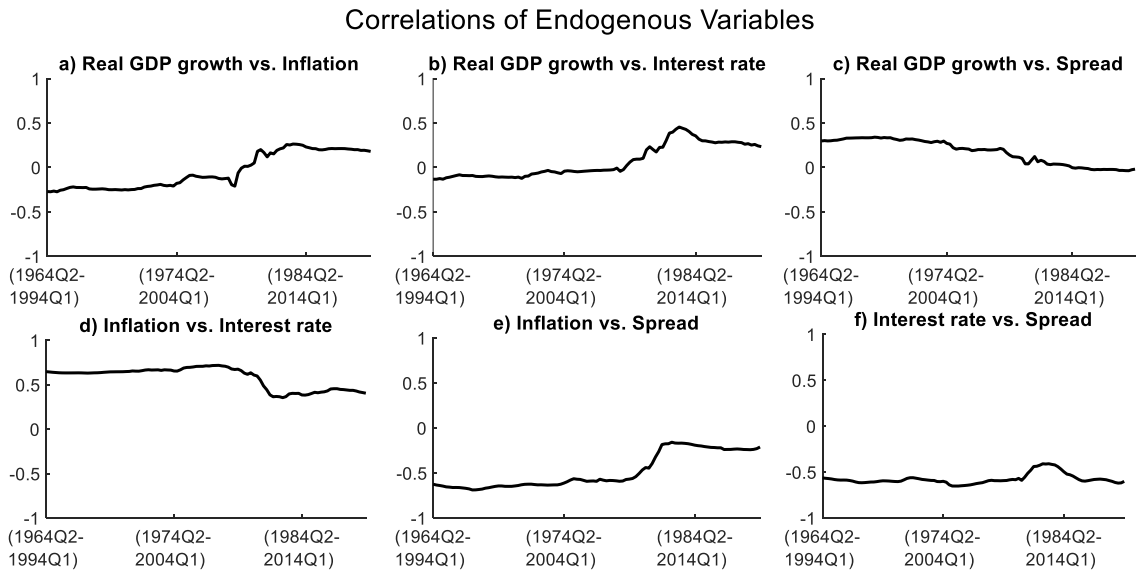 Correlations of Endogenous Variables
a) Real GDP growth vs. Inflation
1
0.5
0
-0.5
-1
(1964Q2-
1994Q1)
(1974Q2-
2004Q1)
(1984Q2-
2014Q1)
b) Real GDP growth vs. Interest rate
1
0.5
0
-0.5
-1
(1964Q2-
1994Q1)
(1974Q2-
2004Q1)
(1984Q2-
2014Q1)
c) Real GDP growth vs. Spread
1
0.5
0
-0.5
-1
(1964Q2-
1994Q1)
(1974Q2-
2004Q1)
(1984Q2-
2014Q1)
d) Inflation vs. Interest rate
1
0.5
0
-0.5
-1
(1964Q2-
1994Q1)
(1974Q2-
2004Q1)
(1984Q2-
2014Q1)
e) Inflation vs. Spread
1
0.5
0
-0.5
-1
(1964Q2-
1994Q1)
(1974Q2-
2004Q1)
(1984Q2-
2014Q1)
f) Interest rate vs. Spread
1
0.5
0
-0.5
-1
(1964Q2-
1994Q1)
(1974Q2-
2004Q1)
(1984Q2-
2014Q1)